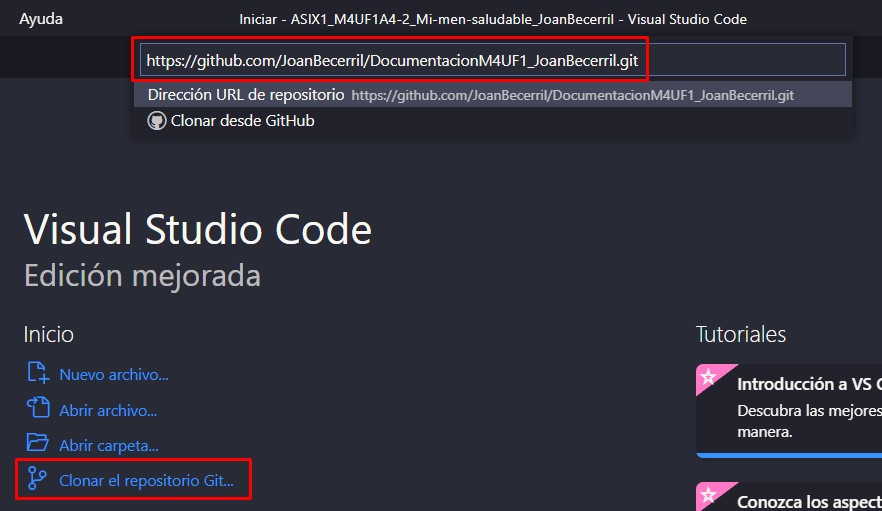 Ayuda
Iniciar - ASIX1_M4UF1A4-2_Mi-men-saludable_JoanBecerril - Visual Studio Code
https://github.com/JoanBecerril/DocumentacionM4UF1_JoanBecerril.git
Dirección URL de repositorio https://github.com/JoanBecerril/DocumentacionM4UF1_JoanBecerril.git
Clonar desde GitHub
Visual Studio Code
Edición mejorada
Inicio
Nuevo archivo...
Abrir archivo...
Abrir carpeta...
Clonar el repositorio Git...
Tutoriales
Introducción a VS C
Descubra las mejores
manera.
Conozca los aspect